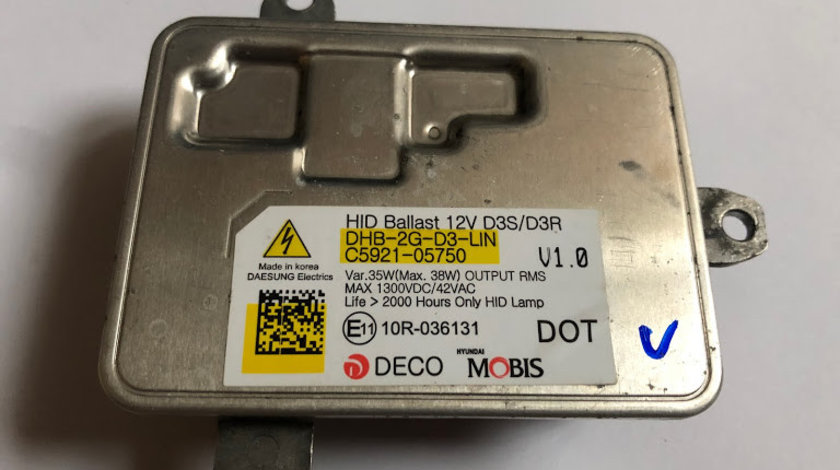 HID Ballast 12V D3S/D3R
DHB-2G-D3-LIN
C5921-05750
V1.0
Made in korea
DAESUNG Electrics
Var.35W(Max. 38W) OUTPUT RMS
MAX 1300VDC/42VAC
Life > 2000 Hours Only HID Lamp
E11 10R-036131
DOT
DECO
HYUNDAI
MOBIS